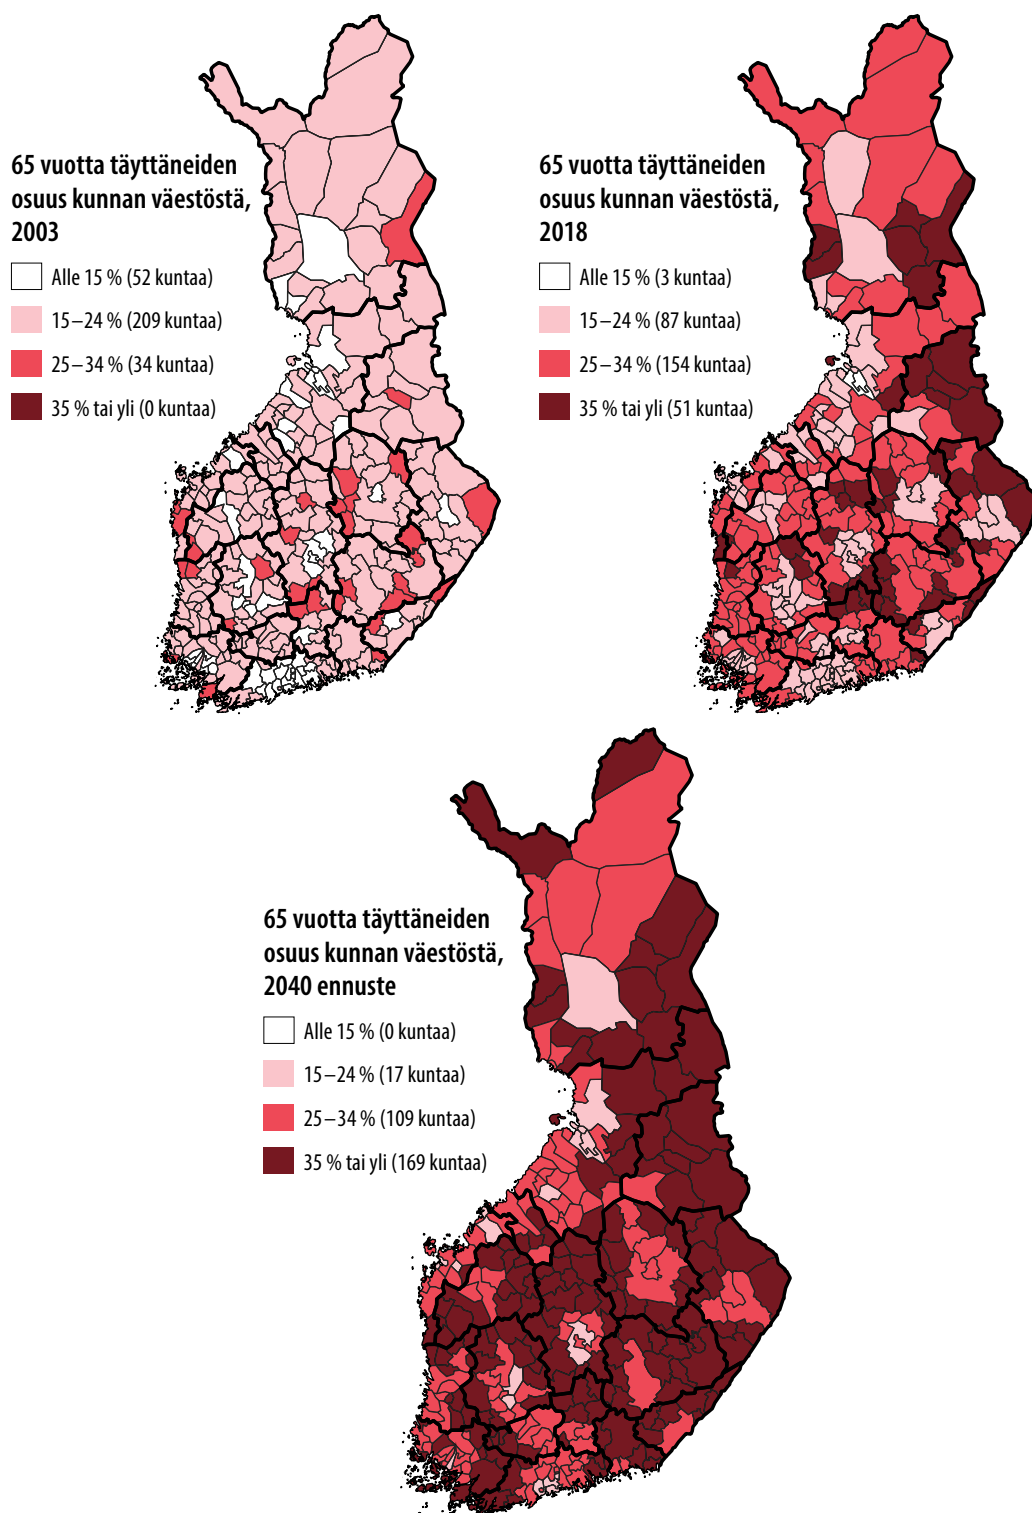 65 vuotta täyttäneiden
osuus kunnan väestöstä,
2003
Alle 15 % (52 kuntaa)
15–24 % (209 kuntaa)
25–34 % (34 kuntaa)
35 % tai yli (0 kuntaa)
65 vuotta täyttäneiden
osuus kunnan väestöstä,
2018
Alle 15 % (3 kuntaa)
15–24 % (87 kuntaa)
25–34 % (154 kuntaa)
35 % tai yli (51 kuntaa)
65 vuotta täyttäneiden
osuus kunnan väestöstä,
2040 ennuste
Alle 15 % (0 kuntaa)
15–24 % (17 kuntaa)
25–34 % (109 kuntaa)
35 % tai yli (169 kuntaa)